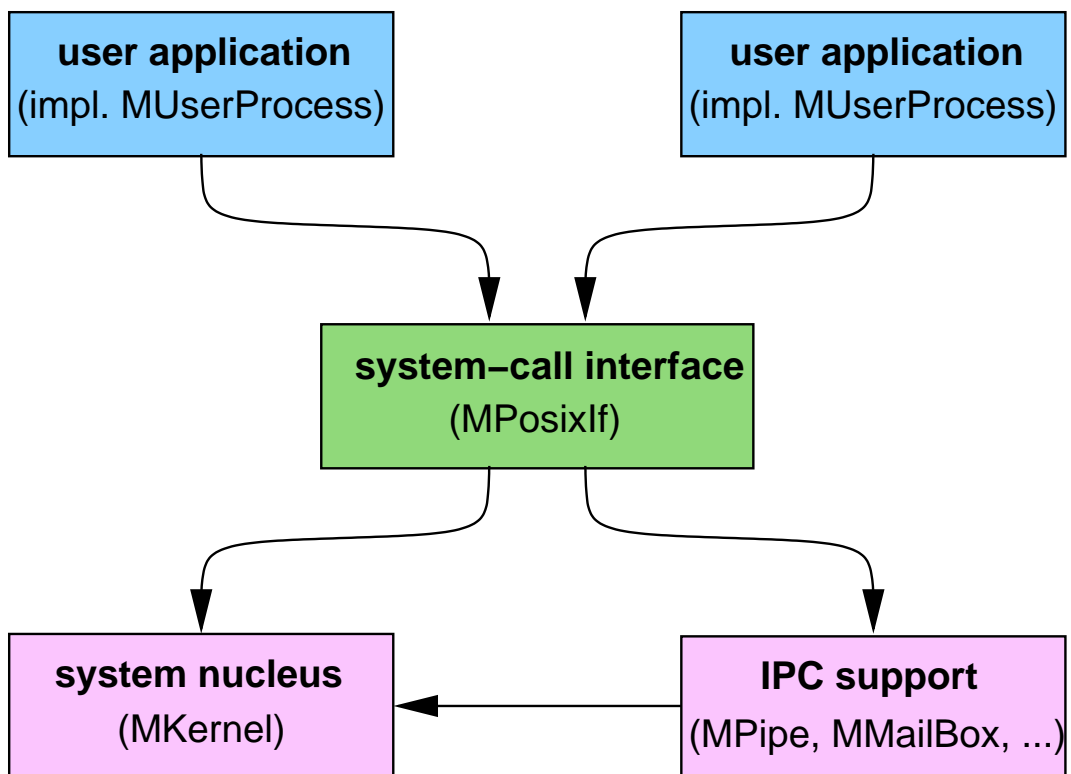 user application
(impl. MUserProcess)
user application
(impl. MUserProcess)
system−call interface
(MPosixIf)
system nucleus
(MKernel)
IPC support
(MPipe, MMailBox, ...)